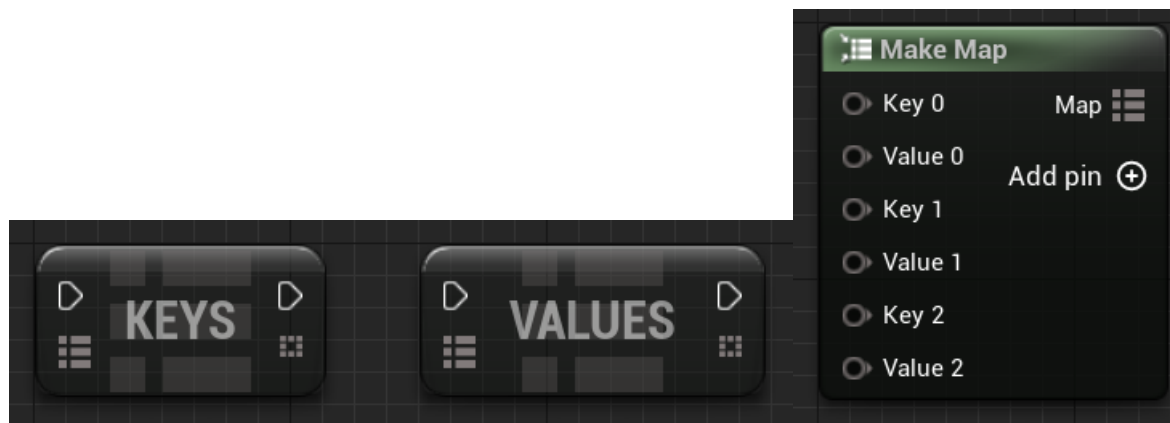 KEYS
VALUES
Make Map
Key 0
Map
Value 0
Add pin
Key 1
Value 1
Key 2
Value 2